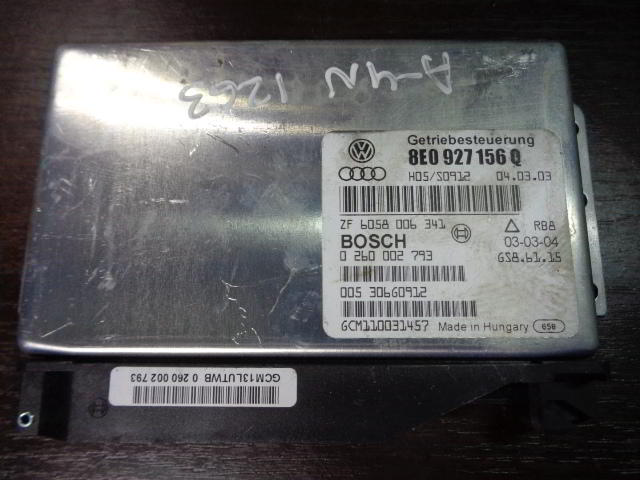 A-4N 1263
Getriebesteuerung
8E0 927 156 Q
H05/S0912 04.03.03
ZF 6058 006 341 RB8
BOSCH 03-03-04
0 260 002 793 GS8.61.15
005 30660912
GCM110031457 Made in Hungary 658
GCM13LUTWB 0 260 002 793